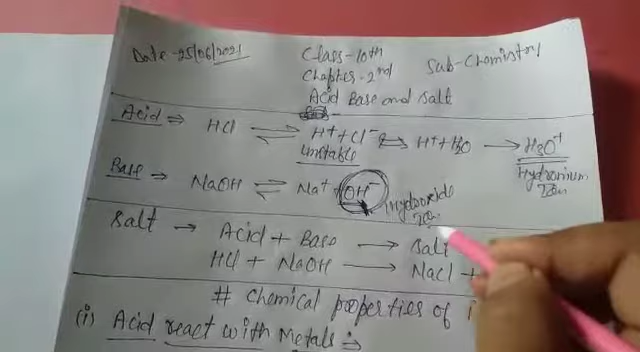 Date-25/06/2021 Class-10th Sub-Chemistry
Chapter-2nd
Acid Base and Salt
Acid ⇒ HCl ⇌ H⁺ + Cl⁻ ⇌ H⁺ + H₂O → H₃O⁺
Unstable Hydronium Ion
Base → NaOH ⇌ Na⁺ + OH⁻ Hydroxide Ion
Salt → Acid + Base → Salt
HCl + NaOH → NaCl +
# Chemical properties of
(i) Acid react with Metals :-